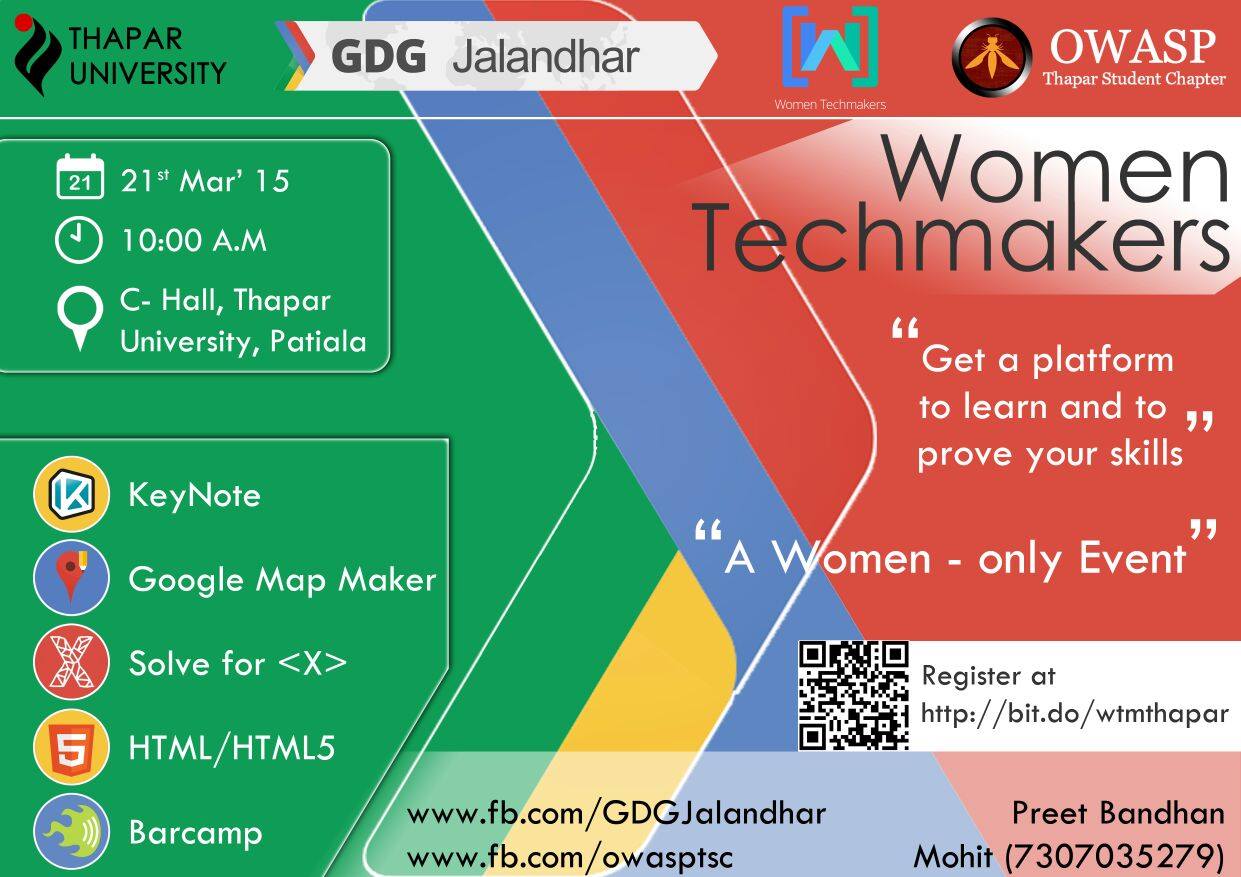 THAPAR
UNIVERSITY
GDG Jalandhar
Women Techmakers
OWASP
Thapar Student Chapter
21
21st Mar’ 15
10:00 A.M
C- Hall, Thapar
University, Patiala
Women
Techmakers
“Get a platform
to learn and to
prove your skills”
“A Women - only Event”
KeyNote
Google Map Maker
Solve for <X>
5
HTML/HTML5
Barcamp
Register at
http://bit.do/wtmthapar
www.fb.com/GDGJalandhar
www.fb.com/owasptsc
Preet Bandhan
Mohit (7307035279)